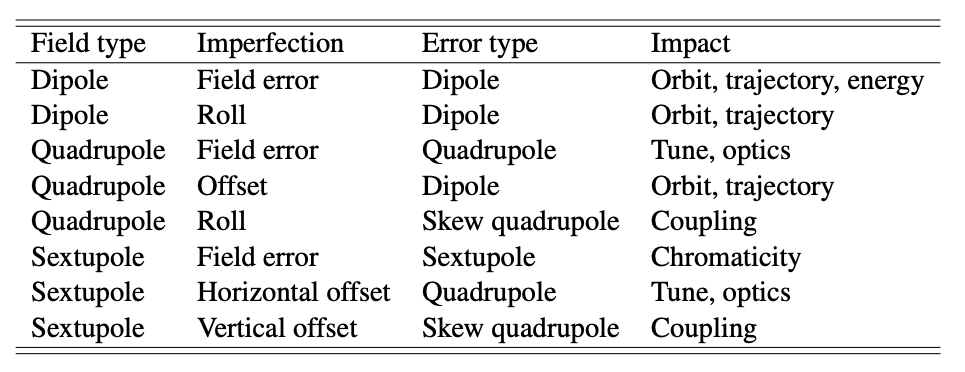 Field type Imperfection Error type Impact
Dipole Field error Dipole Orbit, trajectory, energy
Dipole Roll Dipole Orbit, trajectory
Quadrupole Field error Quadrupole Tune, optics
Quadrupole Offset Dipole Orbit, trajectory
Quadrupole Roll Skew quadrupole Coupling
Sextupole Field error Sextupole Chromaticity
Sextupole Horizontal offset Quadrupole Tune, optics
Sextupole Vertical offset Skew quadrupole Coupling